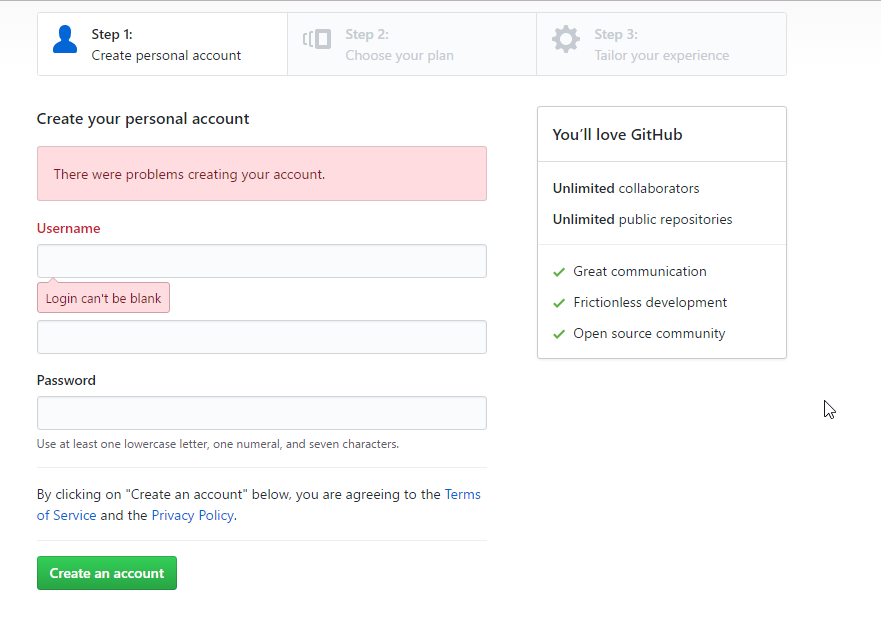 Step 1:
Create personal account
Step 2:
Choose your plan
Step 3:
Tailor your experience
Create your personal account
There were problems creating your account.
Username
Login can't be blank
Password
Use at least one lowercase letter, one numeral, and seven characters.
By clicking on "Create an account" below, you are agreeing to the Terms
of Service and the Privacy Policy.
Create an account
You’ll love GitHub
Unlimited collaborators
Unlimited public repositories
Great communication
Frictionless development
Open source community